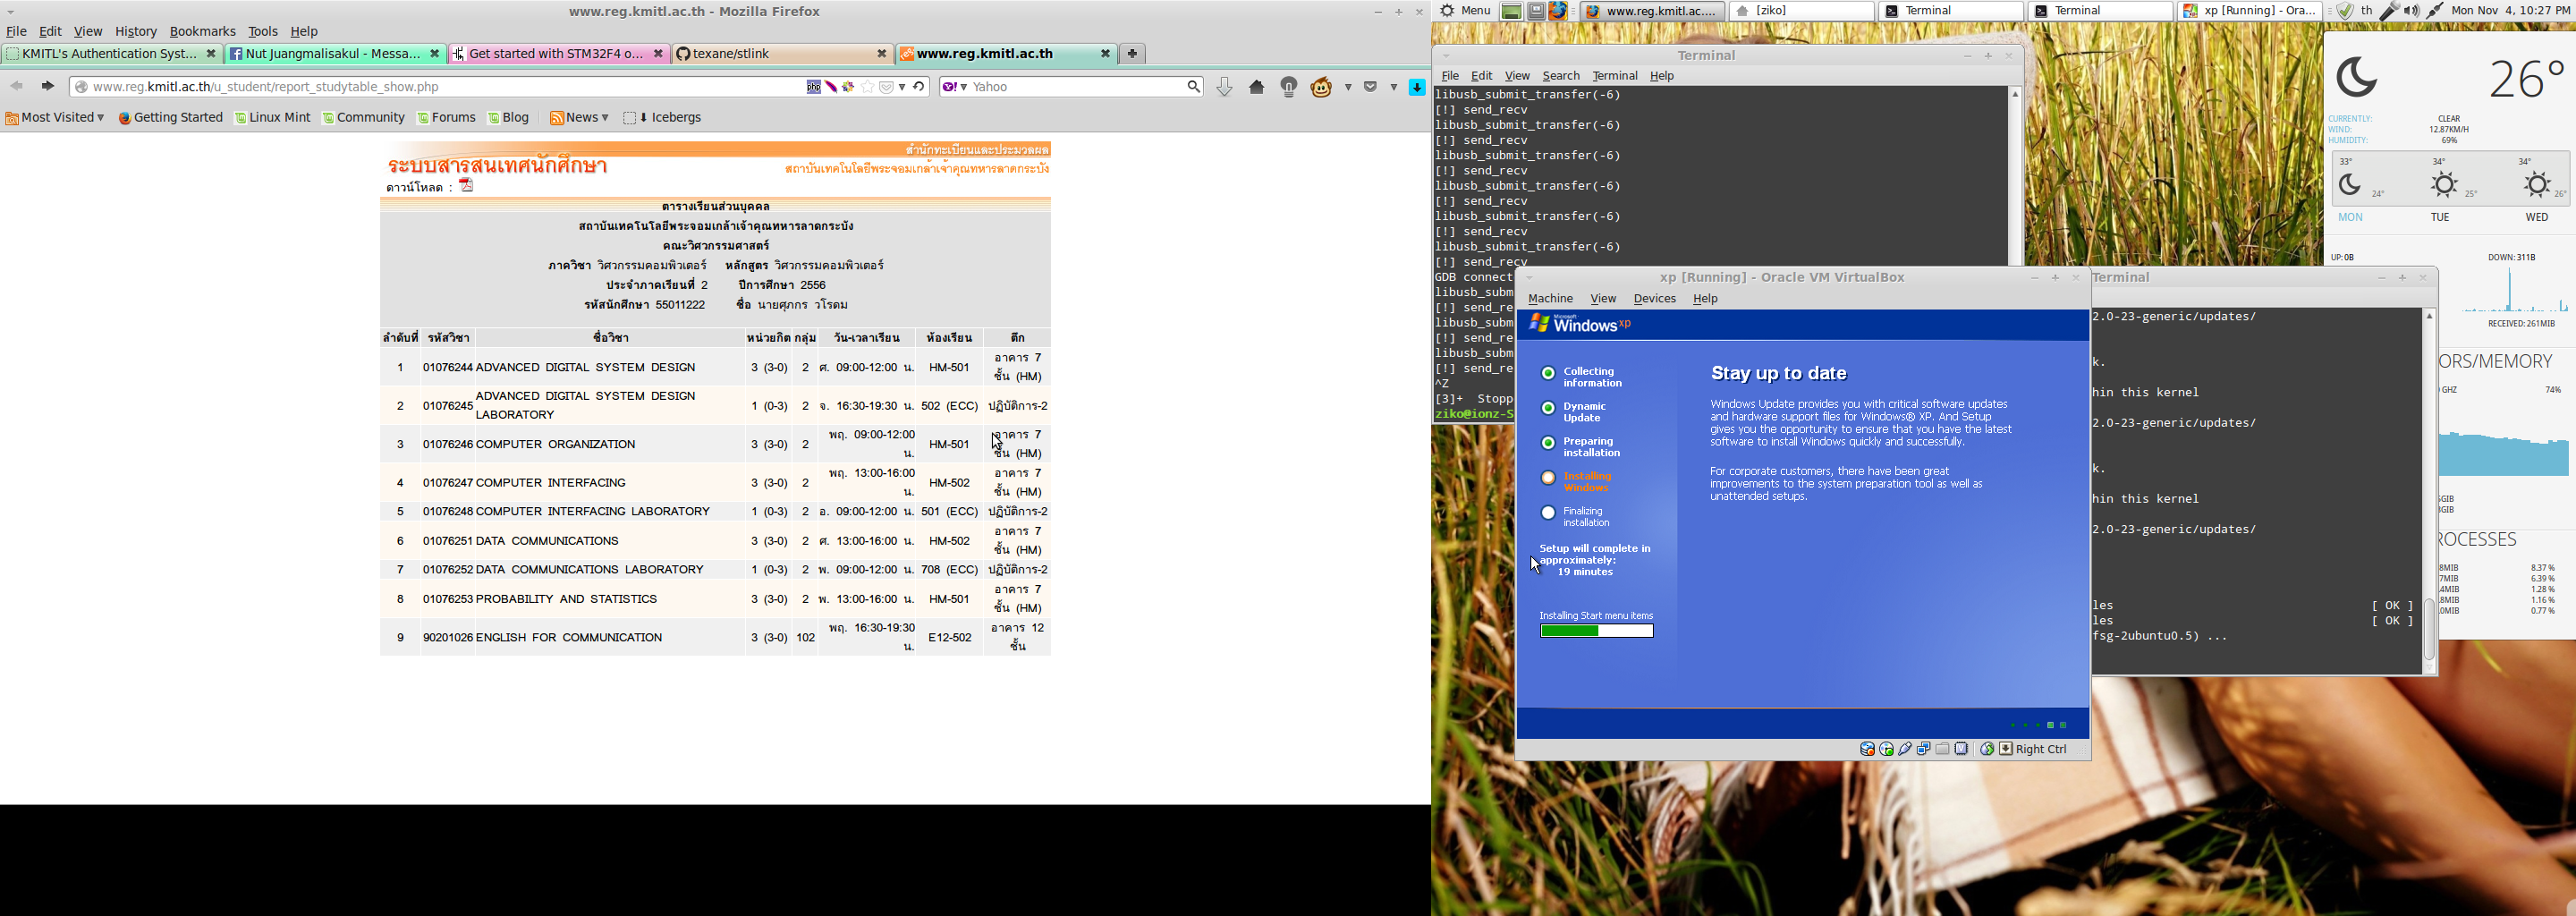 www.reg.kmitl.ac.th - Mozilla Firefox
File Edit View History Bookmarks Tools Help
KMITL's Authentication Syst...
Nut Juangmalisakul - Messa...
Get started with STM32F4 o...
texane/stlink
www.reg.kmitl.ac.th
www.reg.kmitl.ac.th/u_student/report_studytable_show.php
php
Yahoo
Most Visited Getting Started Linux Mint Community Forums Blog News Icebergs
สำนักทะเบียนและประมวลผล
ระบบสารสนเทศนักศึกษา
สถาบันเทคโนโลยีพระจอมเกล้าเจ้าคุณทหารลาดกระบัง
ดาวน์โหลด :
ตารางเรียนส่วนบุคคล
สถาบันเทคโนโลยีพระจอมเกล้าเจ้าคุณทหารลาดกระบัง
คณะวิศวกรรมศาสตร์
ภาควิชา วิศวกรรมคอมพิวเตอร์ หลักสูตร วิศวกรรมคอมพิวเตอร์
ประจำภาคเรียนที่ 2 ปีการศึกษา 2556
รหัสนักศึกษา 55011222 ชื่อ นายศุภกร วโรดม
ลำดับที่ รหัสวิชา ชื่อวิชา หน่วยกิต กลุ่ม วัน-เวลาเรียน ห้องเรียน ตึก
1 01076244 ADVANCED DIGITAL SYSTEM DESIGN 3 (3-0) 2 ศ. 09:00-12:00 น. HM-501 อาคาร 7 ชั้น (HM)
2 01076245 ADVANCED DIGITAL SYSTEM DESIGN LABORATORY 1 (0-3) 2 จ. 16:30-19:30 น. 502 (ECC) ปฏิบัติการ-2
3 01076246 COMPUTER ORGANIZATION 3 (3-0) 2 พฤ. 09:00-12:00 น. HM-501 อาคาร 7 ชั้น (HM)
4 01076247 COMPUTER INTERFACING 3 (3-0) 2 พฤ. 13:00-16:00 น. HM-502 อาคาร 7 ชั้น (HM)
5 01076248 COMPUTER INTERFACING LABORATORY 1 (0-3) 2 อ. 09:00-12:00 น. 501 (ECC) ปฏิบัติการ-2
6 01076251 DATA COMMUNICATIONS 3 (3-0) 2 ศ. 13:00-16:00 น. HM-502 อาคาร 7 ชั้น (HM)
7 01076252 DATA COMMUNICATIONS LABORATORY 1 (0-3) 2 พ. 09:00-12:00 น. 708 (ECC) ปฏิบัติการ-2
8 01076253 PROBABILITY AND STATISTICS 3 (3-0) 2 พ. 13:00-16:00 น. HM-501 อาคาร 7 ชั้น (HM)
9 90201026 ENGLISH FOR COMMUNICATION 3 (3-0) 102 พฤ. 16:30-19:30 น. E12-502 อาคาร 12 ชั้น
Menu
www.reg.kmitl.ac....
[ziko]
Terminal
Terminal
xp [Running] - Ora...
th
Mon Nov 4, 10:27 PM
Terminal
File Edit View Search Terminal Help
libusb_submit_transfer(-6)
[!] send_recv
libusb_submit_transfer(-6)
[!] send_recv
libusb_submit_transfer(-6)
[!] send_recv
libusb_submit_transfer(-6)
[!] send_recv
libusb_submit_transfer(-6)
[!] send_recv
libusb_submit_transfer(-6)
[!] send_recv
GDB connect
libusb_subm
[!] send_re
libusb_subm
[!] send_re
libusb_subm
[!] send_re
^Z
[3]+ Stopp
ziko@ionz-S
xp [Running] - Oracle VM VirtualBox
Machine View Devices Help
Microsoft
Windows xp
Collecting information
Dynamic Update
Preparing installation
Installing Windows
Finalizing installation
Setup will complete in
approximately:
19 minutes
Installing Start menu items
Stay up to date
Windows Update provides you with critical software updates
and hardware support files for Windows® XP. And Setup
gives you the opportunity to ensure that you have the latest
software to install Windows quickly and successfully.
For corporate customers, there have been great
improvements to the system preparation tool as well as
unattended setups.
Right Ctrl
Terminal
2.0-23-generic/updates/
k.
hin this kernel
2.0-23-generic/updates/
k.
hin this kernel
2.0-23-generic/updates/
les [ OK ]
les [ OK ]
fsg-2ubuntu0.5) ...
26°
CURRENTLY: CLEAR
WIND: 12.87KM/H
HUMIDITY: 69%
33° 34° 34°
24° 25° 26°
MON TUE WED
UP: 0B DOWN: 311B
RECEIVED: 261MIB
ORS/MEMORY
GHZ 74%
GIB
GIB
ROCESSES
8MIB 8.37 %
7MIB 6.39 %
.4MIB 1.28 %
.8MIB 1.16 %
.0MIB 0.77 %